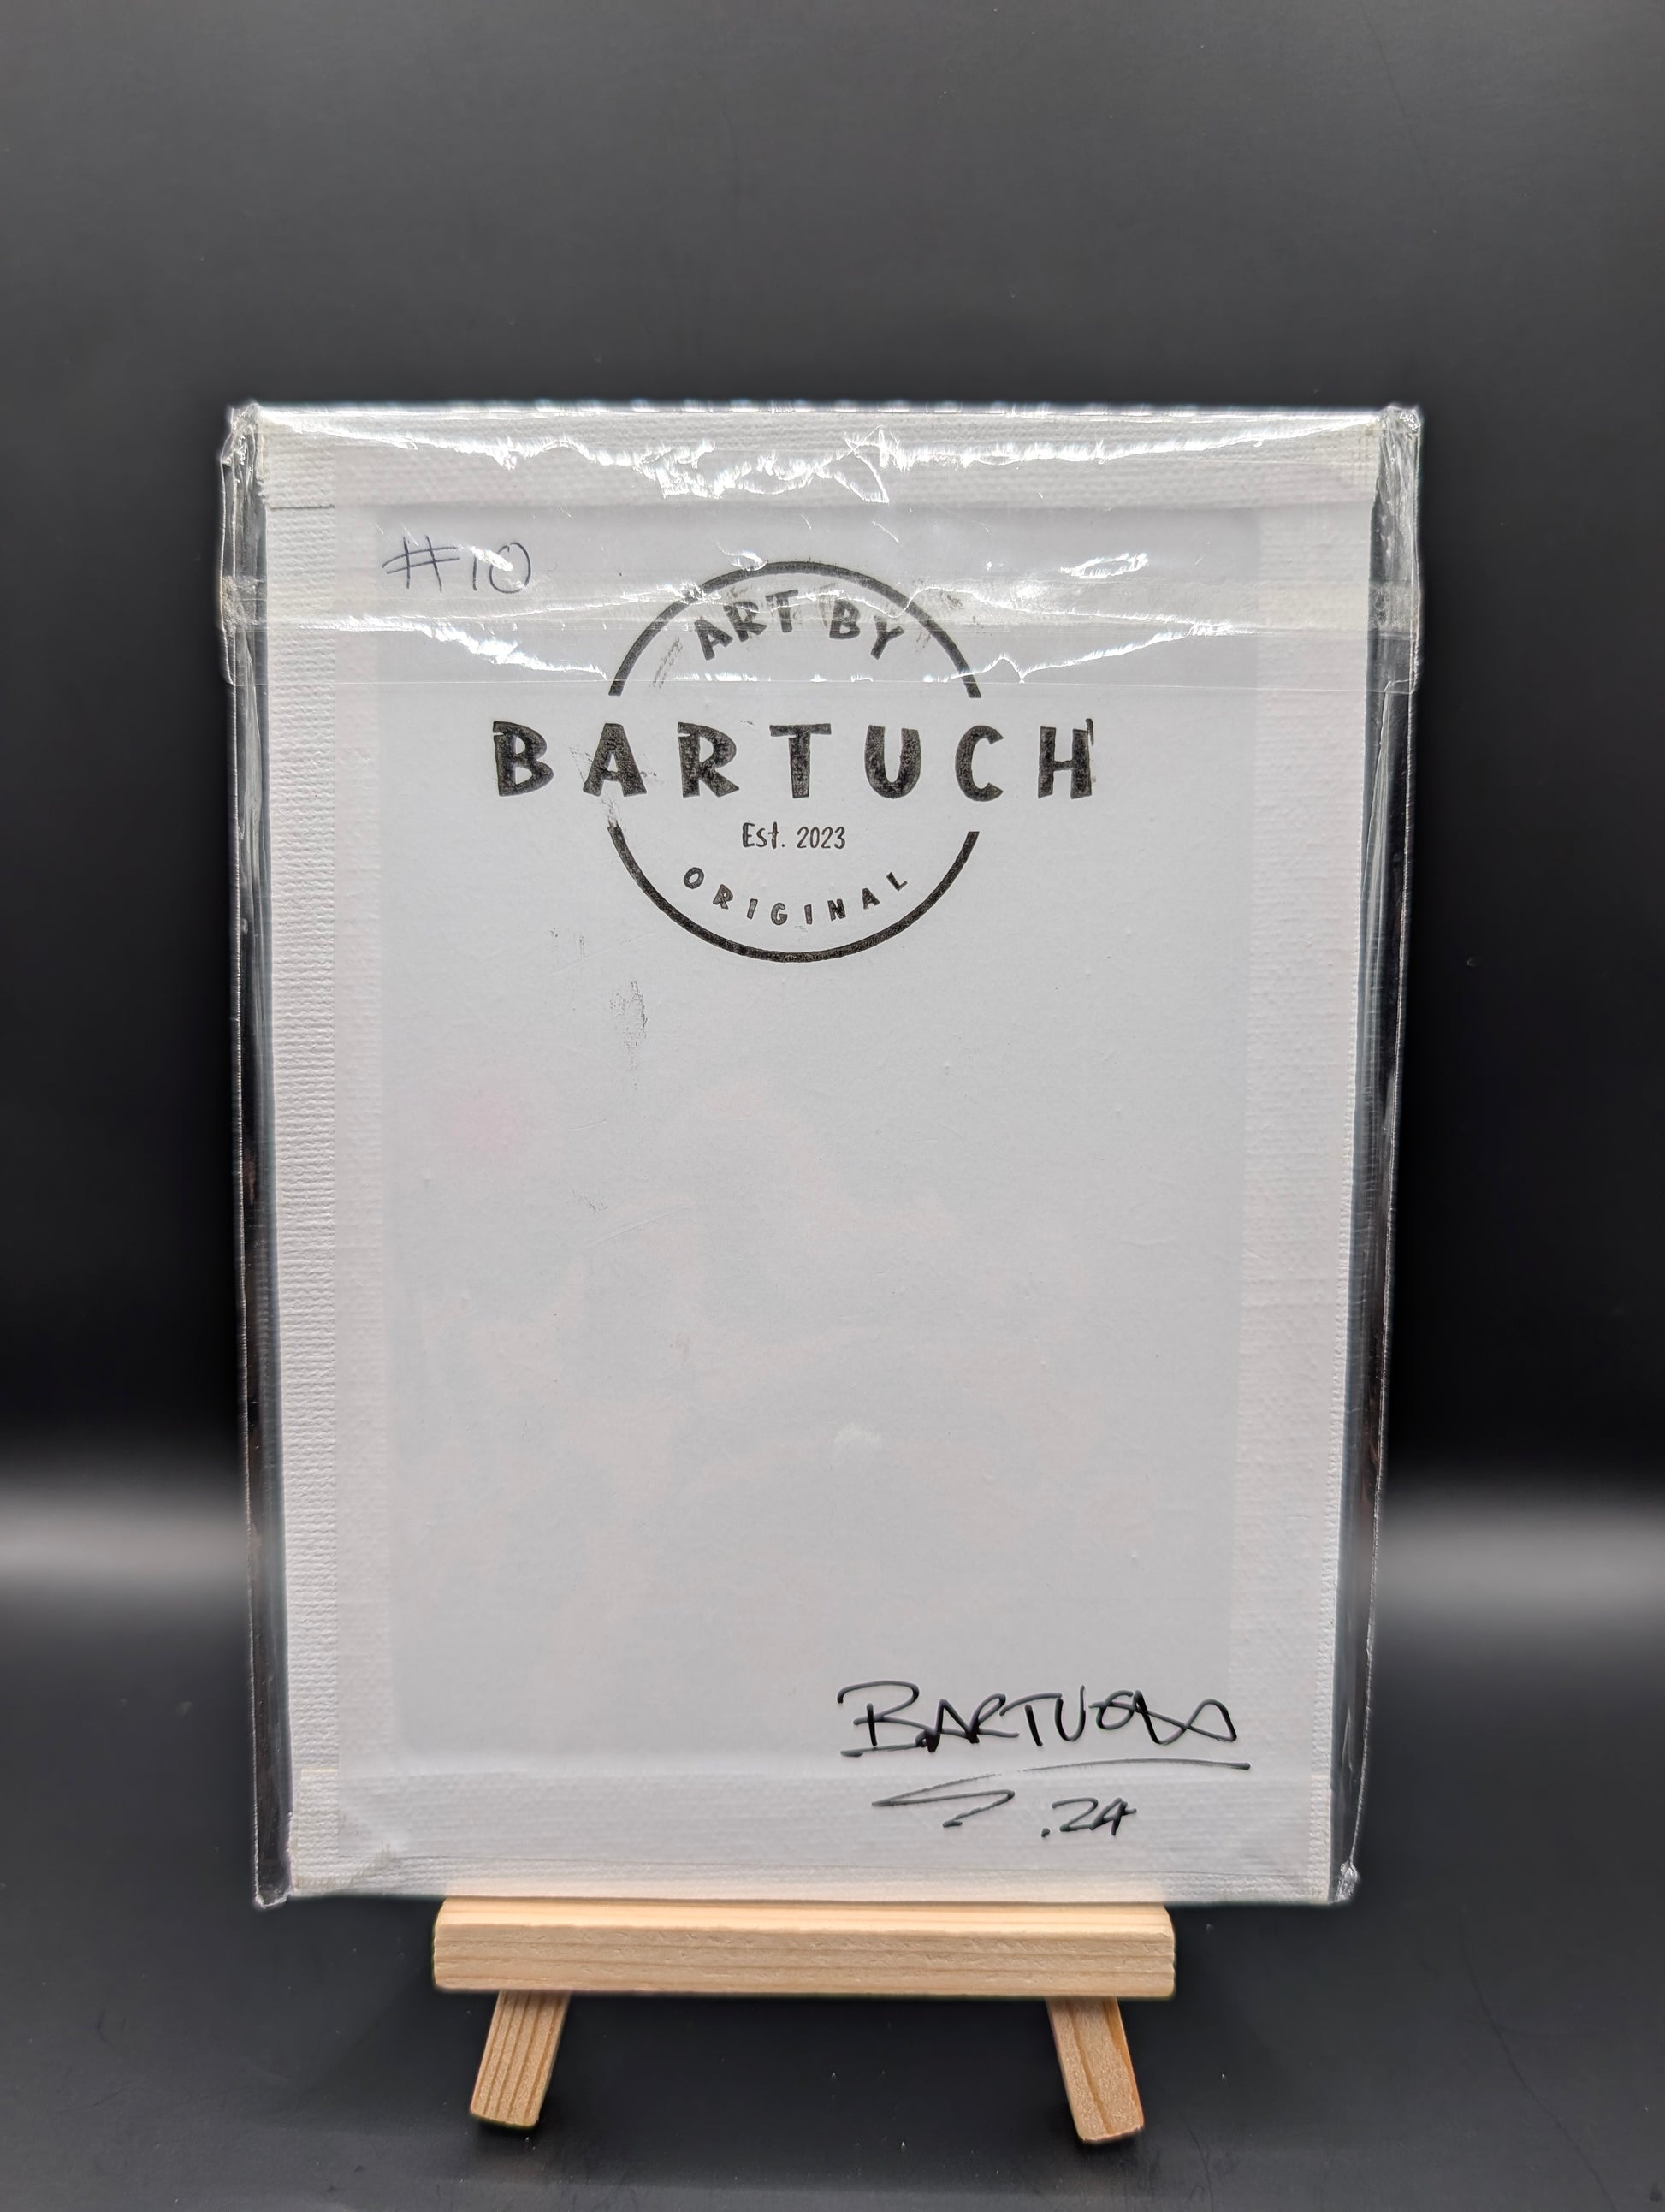 #10
ART BY
BARTUCH
Est. 2023
ORIGINAL
BARTUCH
.24